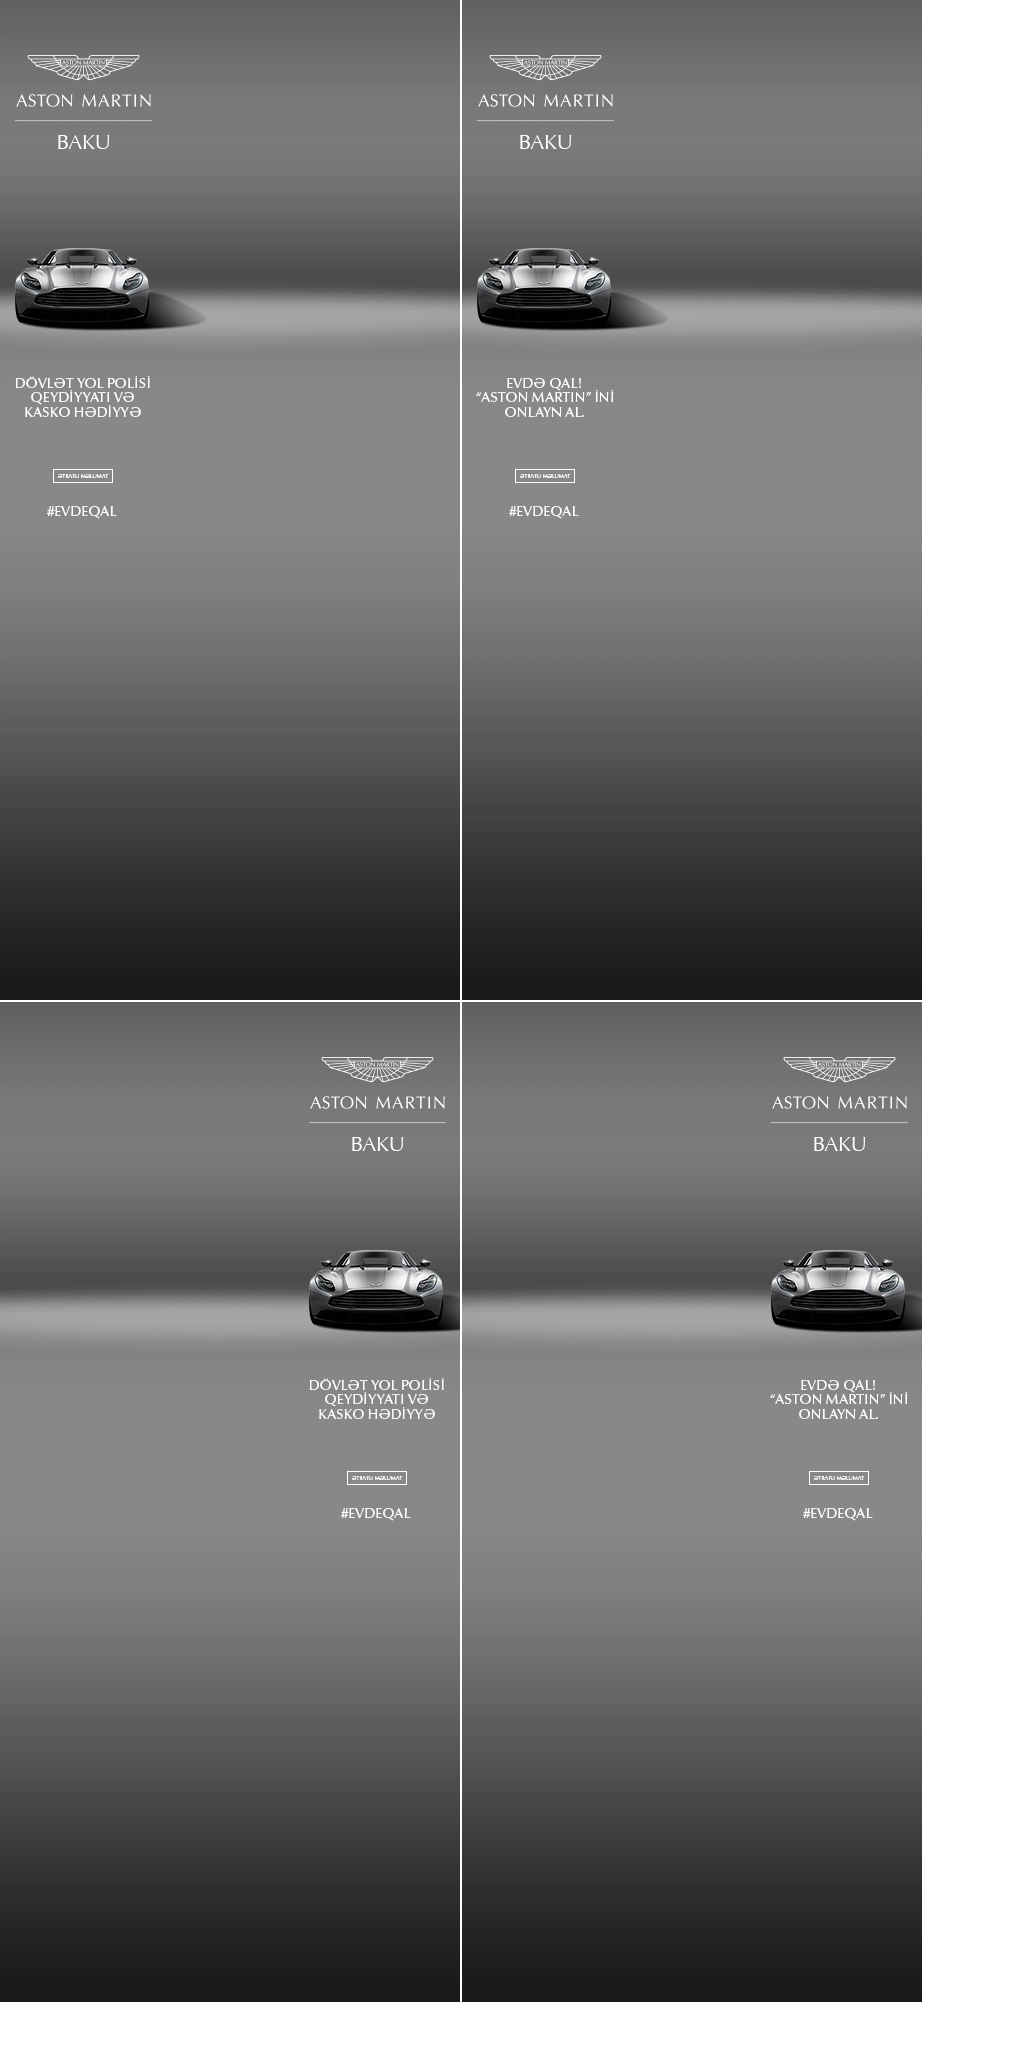 ASTON MARTIN
ASTON MARTIN
BAKU
DÖVLƏT YOL POLİSİ
QEYDİYYATI VƏ
KASKO HƏDİYYƏ
ƏTRAFLI MƏLUMAT
#EVDEQAL
ASTON MARTIN
ASTON MARTIN
BAKU
EVDƏ QAL!
“ASTON MARTIN” İNİ
ONLAYN AL.
ƏTRAFLI MƏLUMAT
#EVDEQAL
ASTON MARTIN
ASTON MARTIN
BAKU
DÖVLƏT YOL POLİSİ
QEYDİYYATI VƏ
KASKO HƏDİYYƏ
ƏTRAFLI MƏLUMAT
#EVDEQAL
ASTON MARTIN
ASTON MARTIN
BAKU
EVDƏ QAL!
“ASTON MARTIN” İNİ
ONLAYN AL.
ƏTRAFLI MƏLUMAT
#EVDEQAL